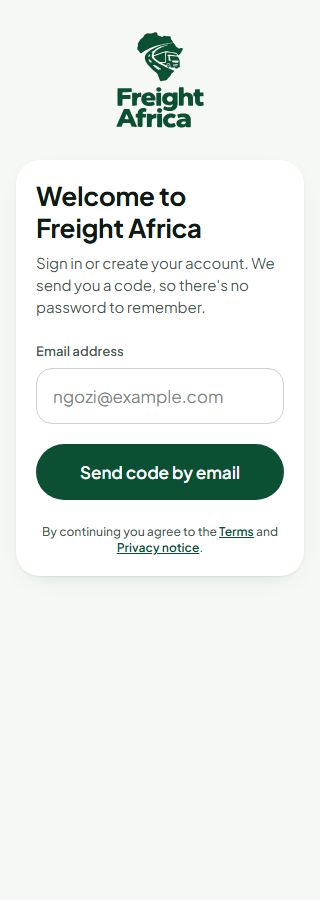 Freight
Africa
Welcome to
Freight Africa
Sign in or create your account. We
send you a code, so there's no
password to remember.
Email address
ngozi@example.com
Send code by email
By continuing you agree to the Terms and
Privacy notice.